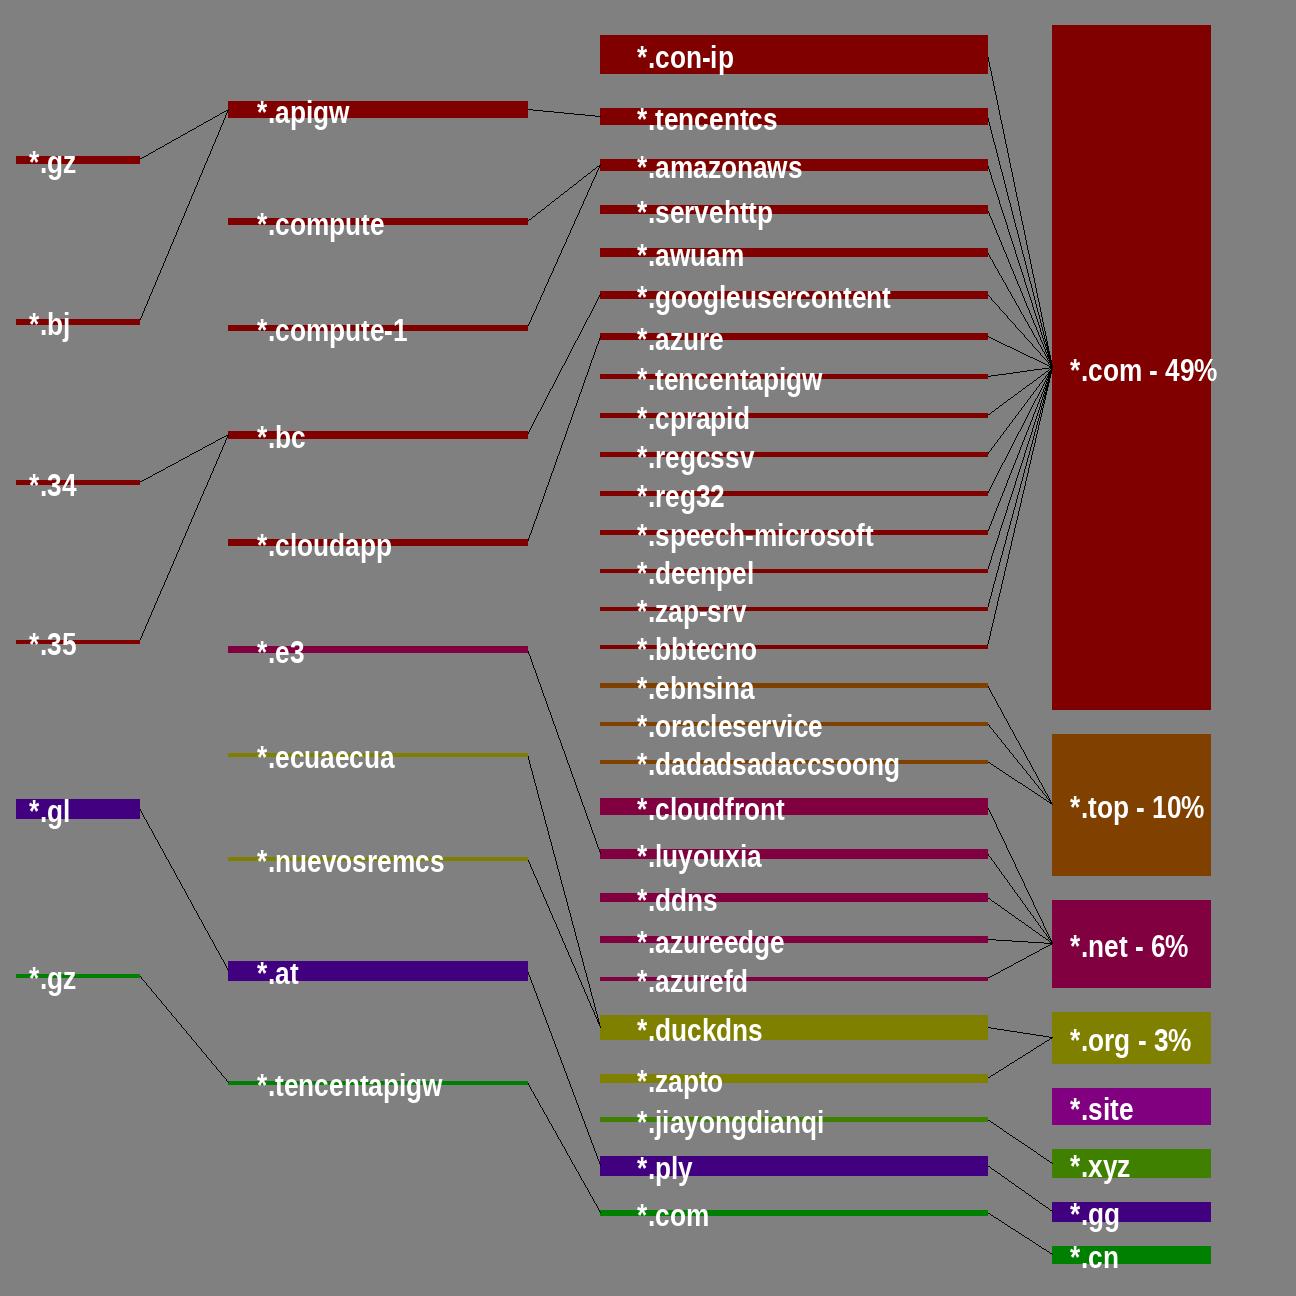 *.gz
*.bj
*.34
*.35
*.gl
*.gz
*.apigw
*.compute
*.compute-1
*.bc
*.cloudapp
*.e3
*.ecuaecua
*.nuevosremcs
*.at
*.tencentapigw
*.con-ip
*.tencentcs
*.amazonaws
*.servehttp
*.awuam
*.googleusercontent
*.azure
*.tencentapigw
*.cprapid
*.regcssv
*.reg32
*.speech-microsoft
*.deenpel
*.zap-srv
*.bbtecno
*.ebnsina
*.oracleservice
*.dadadsadaccsoong
*.cloudfront
*.luyouxia
*.ddns
*.azureedge
*.azurefd
*.duckdns
*.zapto
*.jiayongdianqi
*.ply
*.com
*.com - 49%
*.top - 10%
*.net - 6%
*.org - 3%
*.site
*.xyz
*.gg
*.cn